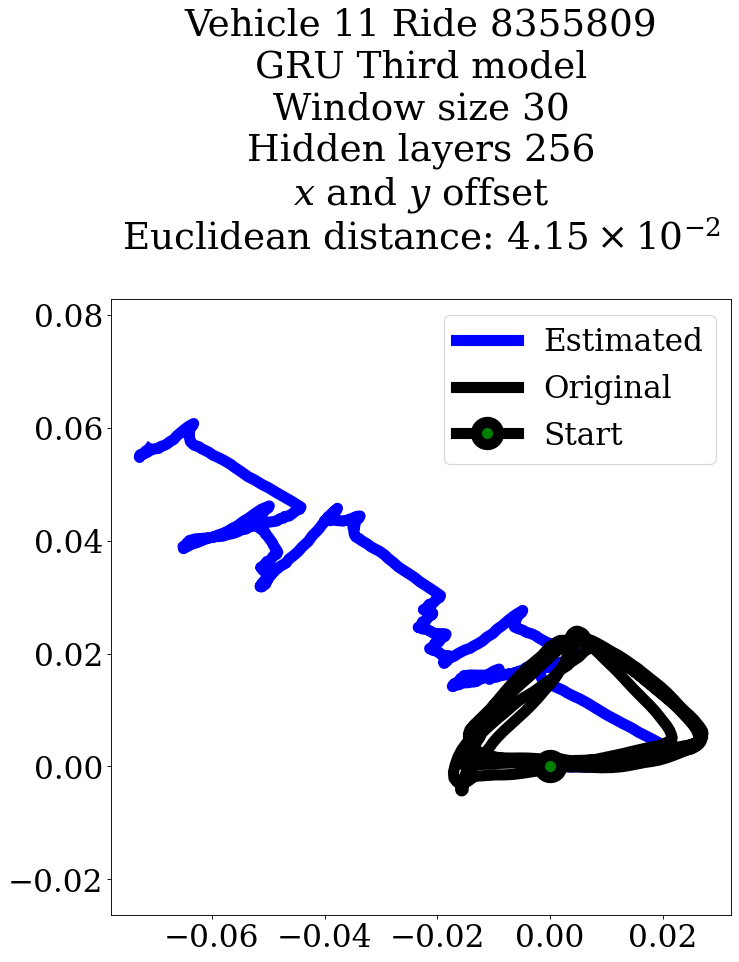 Vehicle 11 Ride 8355809
GRU Third model
Window size 30
Hidden layers 256
x and y offset
Euclidean distance: 4.15 × 10⁻²
0.08
0.06
0.04
0.02
0.00
−0.02
Estimated
Original
Start
−0.06 −0.04 −0.02 0.00 0.02